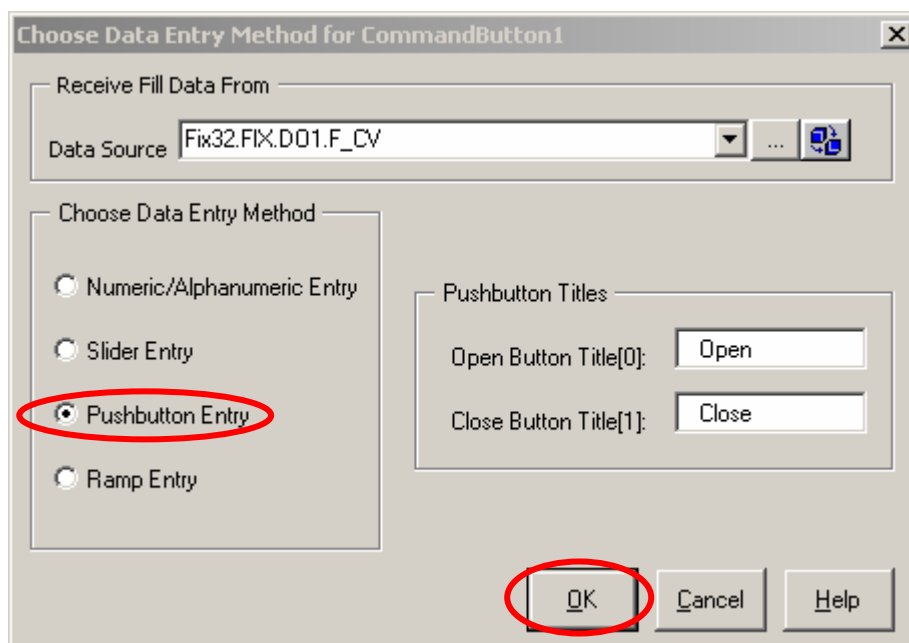 Choose Data Entry Method for CommandButton1
Receive Fill Data From
Data Source Fix32.FIX.DO1.F_CV ...
Choose Data Entry Method
Numeric/Alphanumeric Entry
Slider Entry
Pushbutton Entry
Ramp Entry
Pushbutton Titles
Open Button Title[0]: Open
Close Button Title[1]: Close
OK Cancel Help